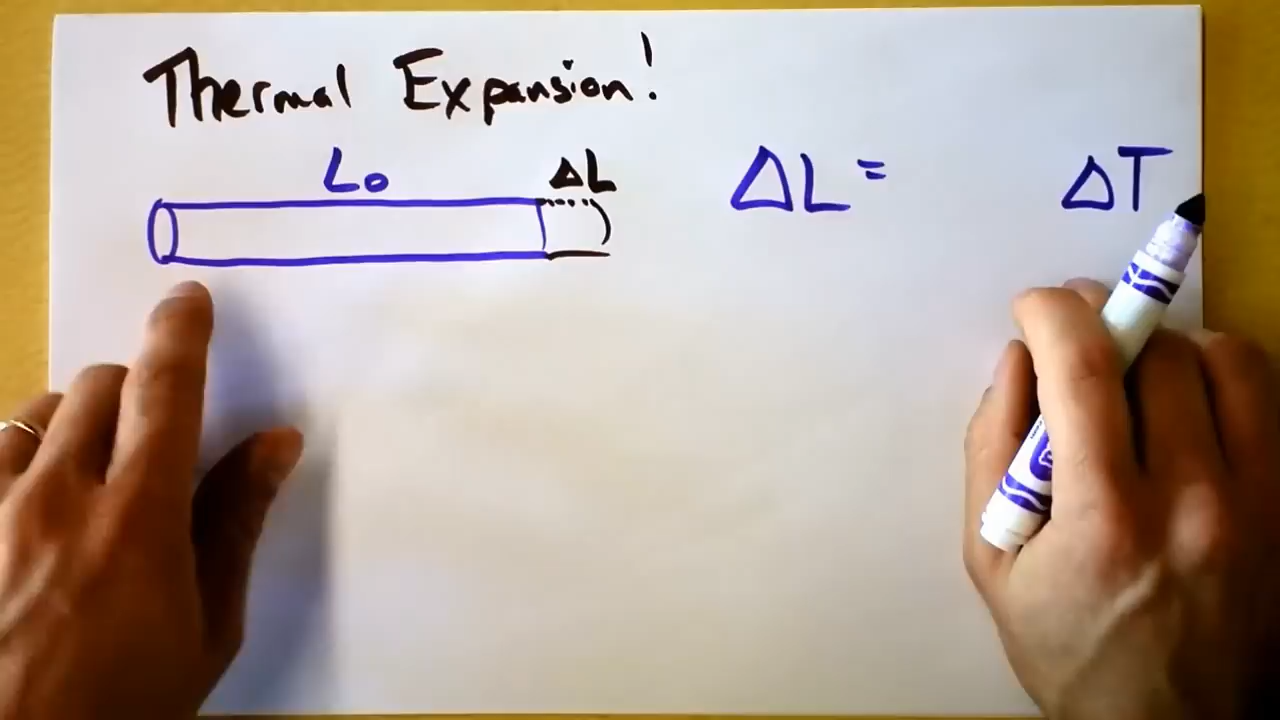 Thermal Expansion!
L₀ ΔL
ΔL = ΔT